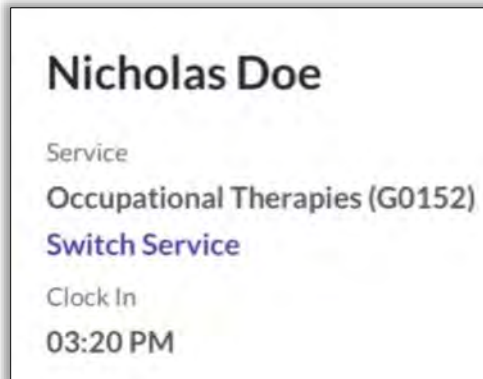 Nicholas Doe
Service
Occupational Therapies (G0152)
Switch Service
Clock In
03:20 PM